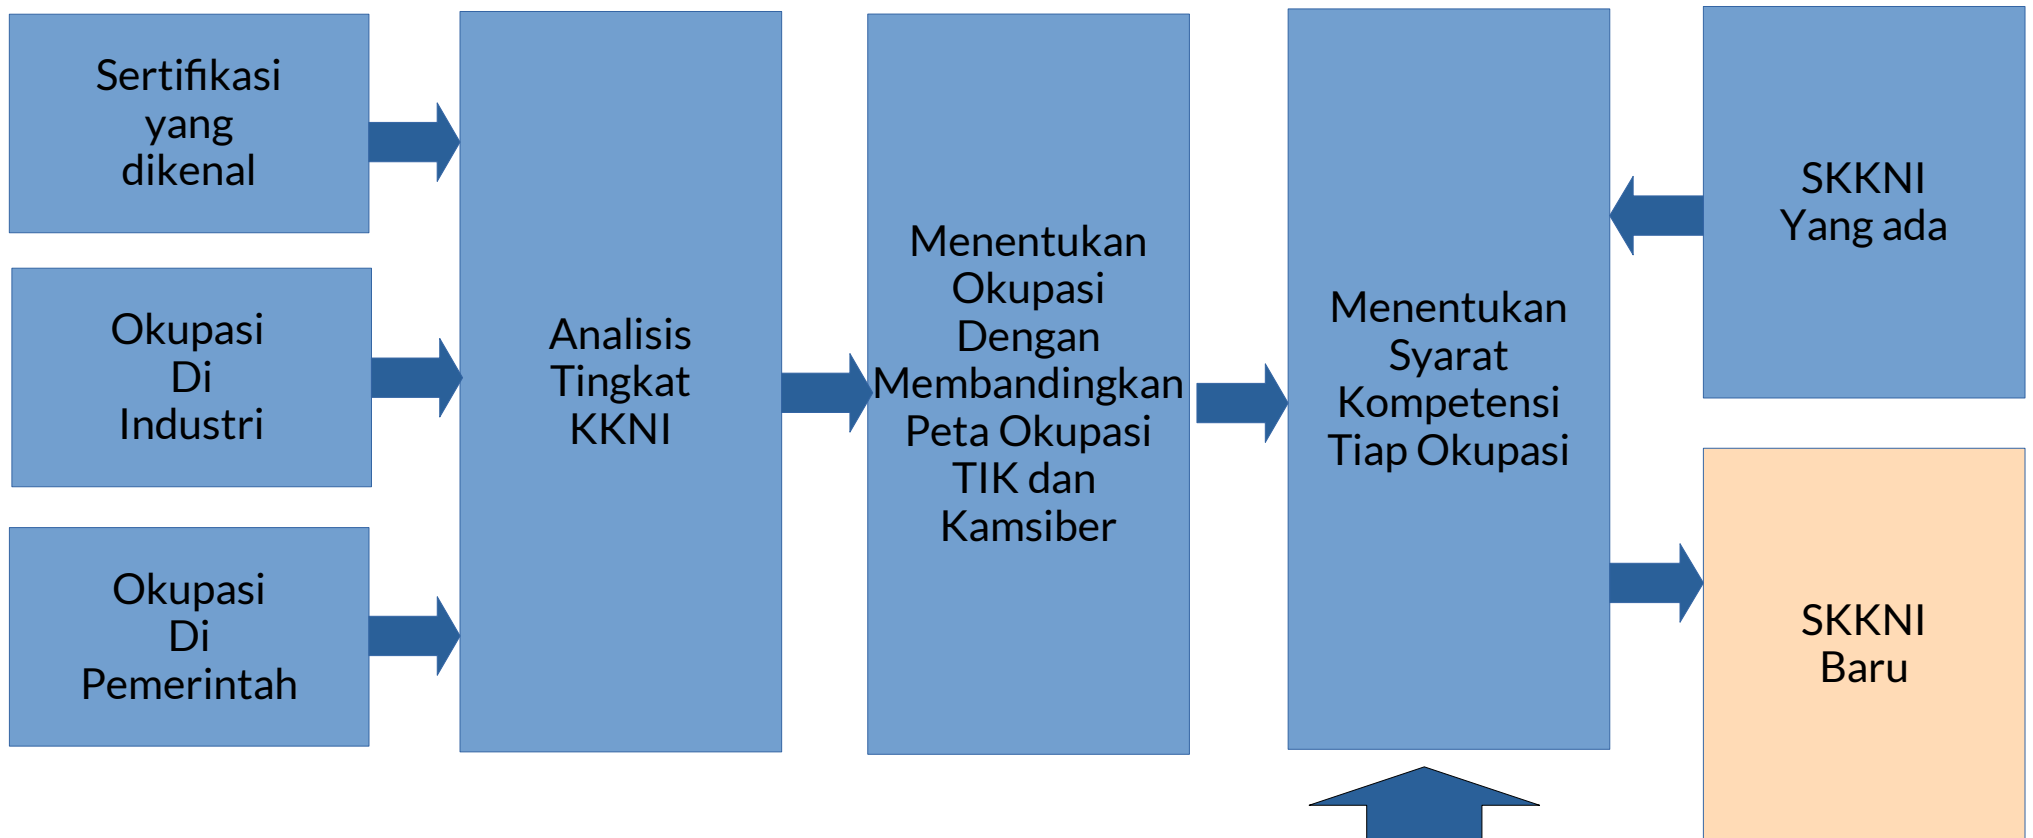 Sertifikasi
yang
dikenal
Okupasi
Di
Industri
Okupasi
Di
Pemerintah
Analisis
Tingkat
KKNI
Menentukan
Okupasi
Dengan
Membandingkan
Peta Okupasi
TIK dan
Kamsiber
Menentukan
Syarat
Kompetensi
Tiap Okupasi
SKKNI
Yang ada
SKKNI
Baru